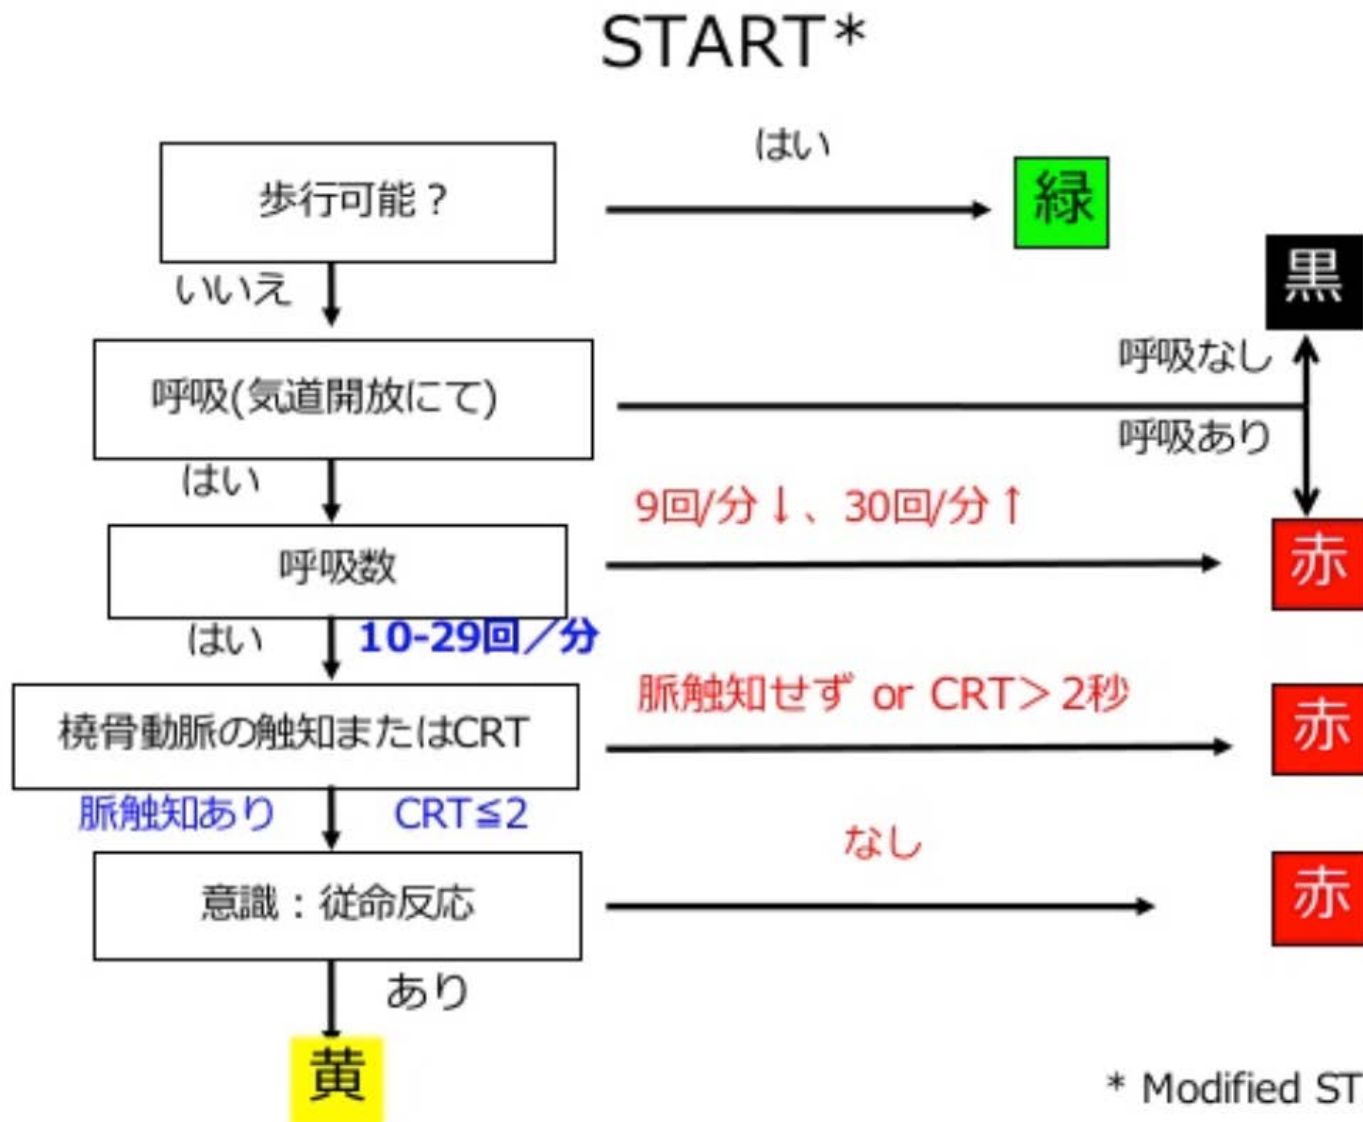 START*
はい
歩行可能？
緑
いいえ
黒
呼吸なし
呼吸(気道開放にて)
呼吸あり
はい
9回/分↓、30回/分↑
呼吸数
赤
はい
10-29回／分
脈触知せず or CRT＞2秒
橈骨動脈の触知またはCRT
赤
脈触知あり
CRT≦2
なし
意識：従命反応
赤
あり
黄
* Modified ST